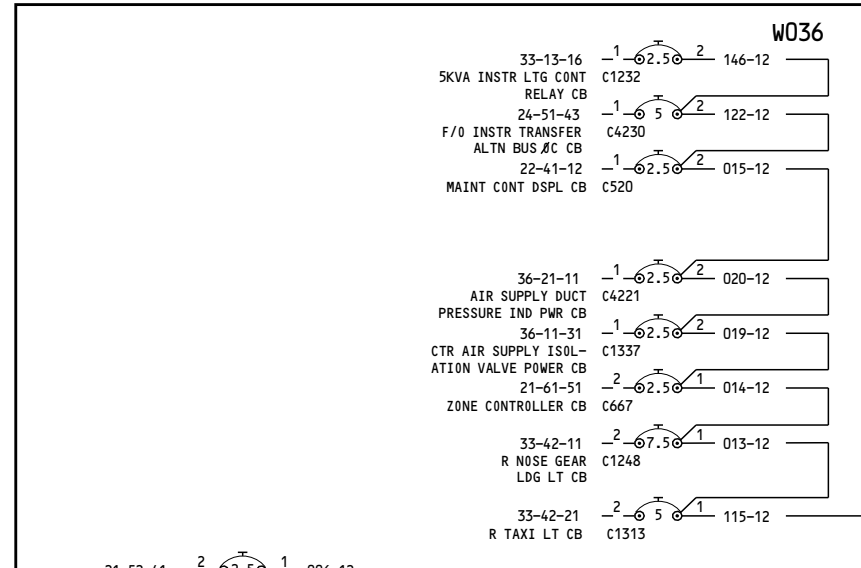 W036
33-13-16 1 2.5 2 146-12
5KVA INSTR LTG CONT C1232
RELAY CB
24-51-43 1 5 2 122-12
F/O INSTR TRANSFER C4230
ALTN BUS ØC CB
22-41-12 1 2.5 2 015-12
MAINT CONT DSPL CB C520
36-21-11 1 2.5 2 020-12
AIR SUPPLY DUCT C4221
PRESSURE IND PWR CB
36-11-31 1 2.5 2 019-12
CTR AIR SUPPLY ISOL- C1337
ATION VALVE POWER CB
21-61-51 2 2.5 1 014-12
ZONE CONTROLLER CB C667
33-42-11 2 7.5 1 013-12
R NOSE GEAR C1248
LDG LT CB
33-42-21 2 5 1 115-12
R TAXI LT CB C1313
2 1